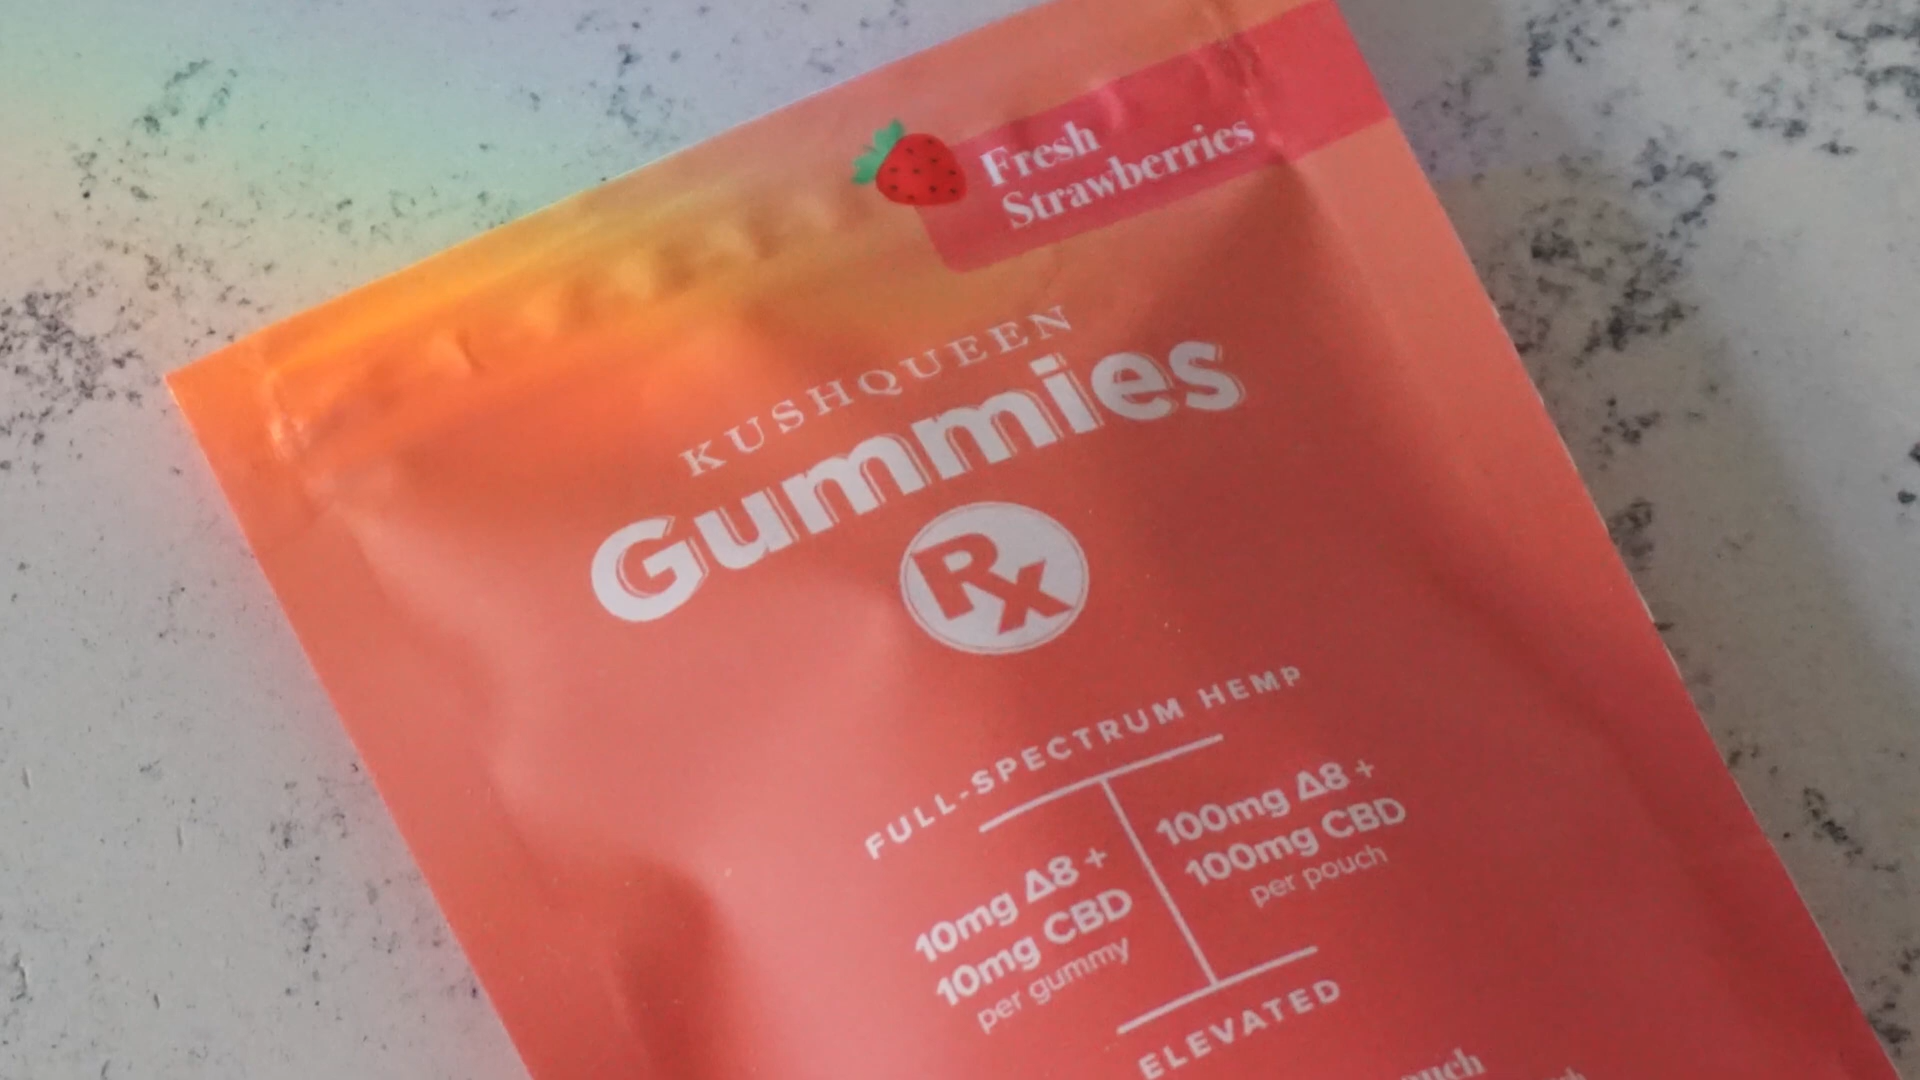 Fresh
Strawberries
KUSHQUEEN
Gummies
Rx
FULL-SPECTRUM HEMP
10mg Δ8 +
10mg CBD
per gummy
100mg Δ8 +
100mg CBD
per pouch
ELEVATED